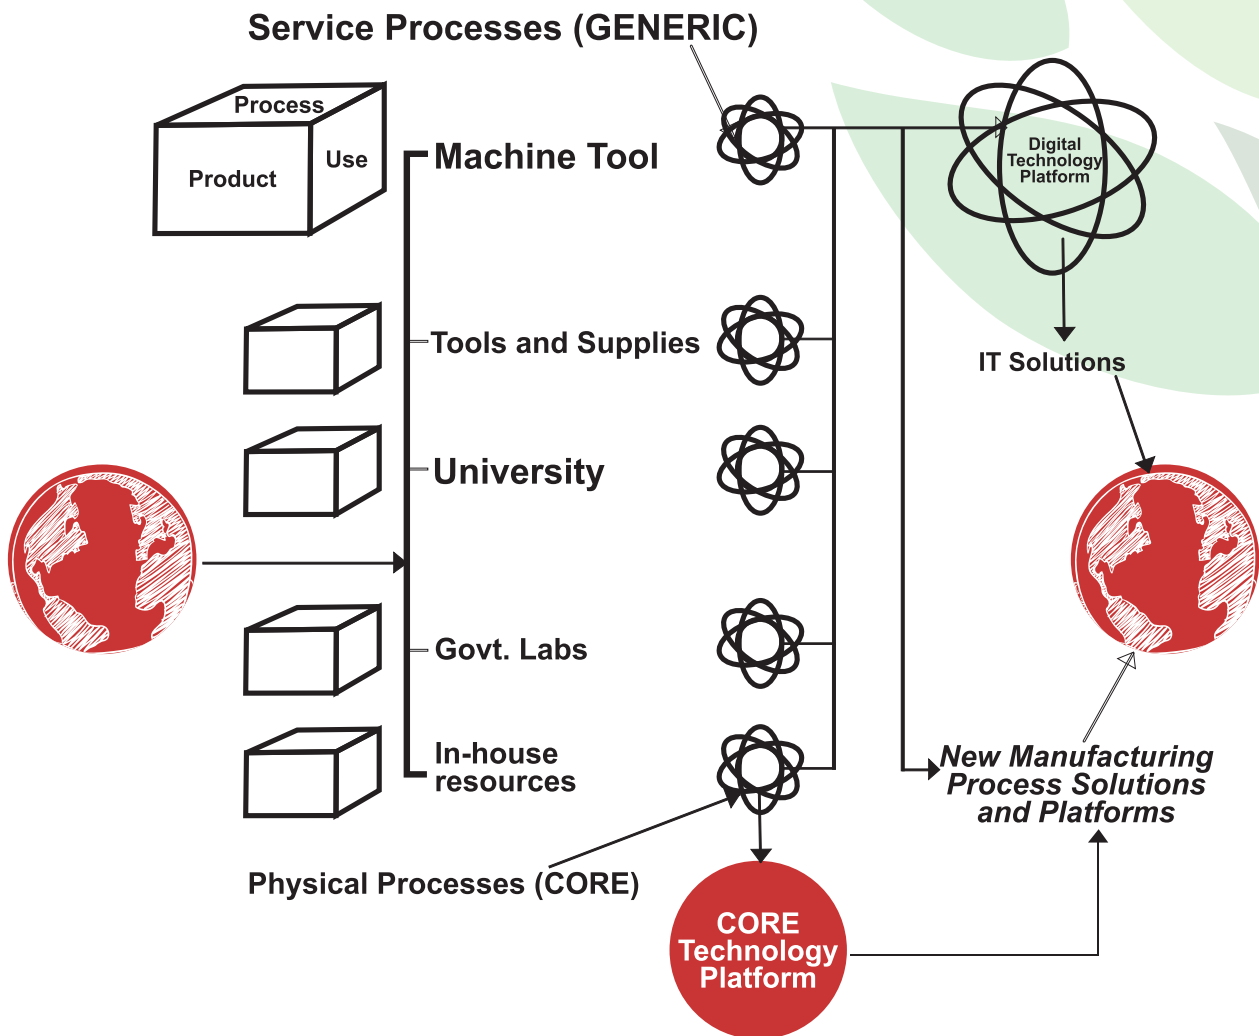 Service Processes (GENERIC)
Process
Product
Use
Machine Tool
Digital
Technology
Platform
Tools and Supplies
IT Solutions
University
Govt. Labs
In-house
resources
New Manufacturing
Process Solutions
and Platforms
Physical Processes (CORE)
CORE
Technology
Platform